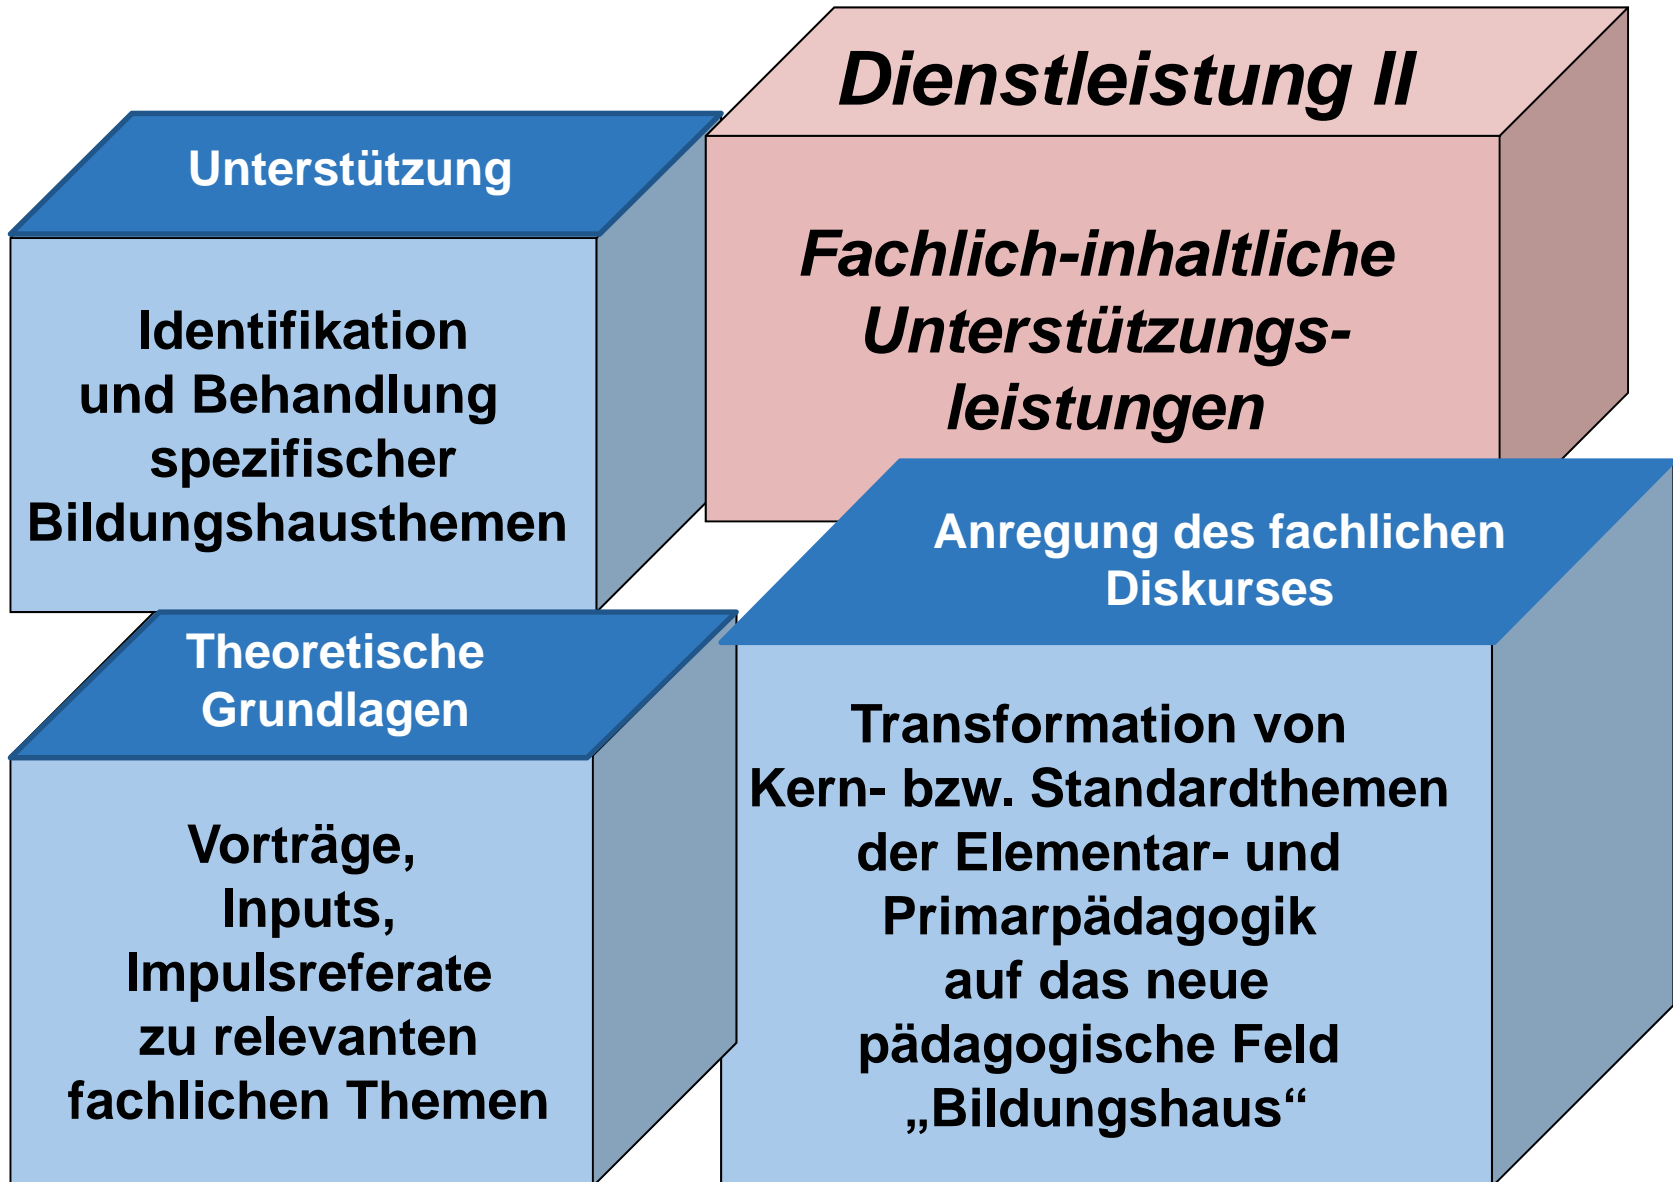 Dienstleistung II
Fachlich-inhaltliche
Unterstützungs-
leistungen
Unterstützung
Identifikation
und Behandlung
spezifischer
Bildungshausthemen
Theoretische
Grundlagen
Vorträge,
Inputs,
Impulsreferate
zu relevanten
fachlichen Themen
Anregung des fachlichen
Diskurses
Transformation von
Kern- bzw. Standardthemen
der Elementar- und
Primarpädagogik
auf das neue
pädagogische Feld
„Bildungshaus“